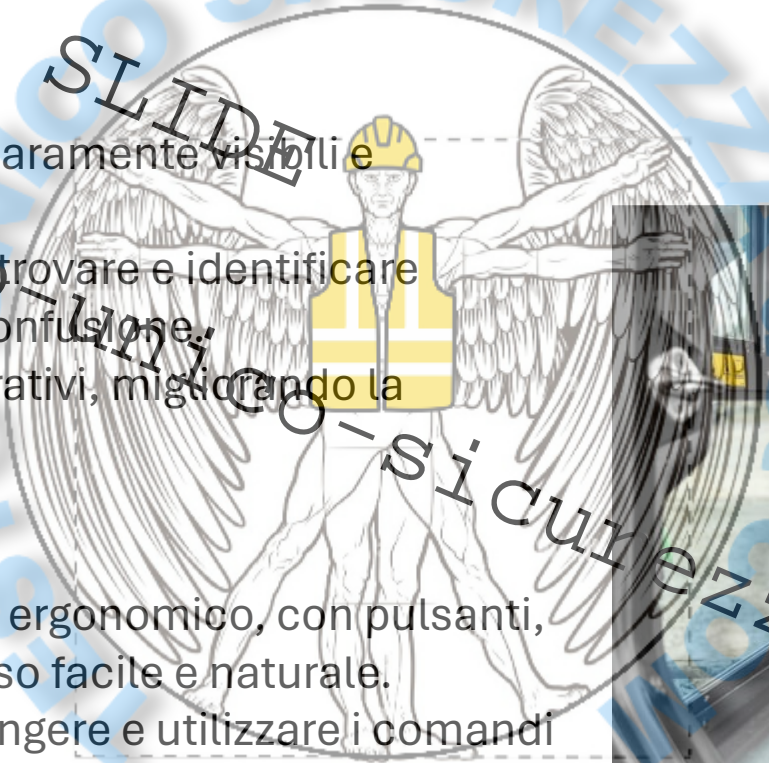 SLIDE
aramente visibili e
trovare e identificare
onfusione.
rativi, migliorando la
-unico-sicurezz
ergonomico, con pulsanti,
so facile e naturale.
ngere e utilizzare i comandi